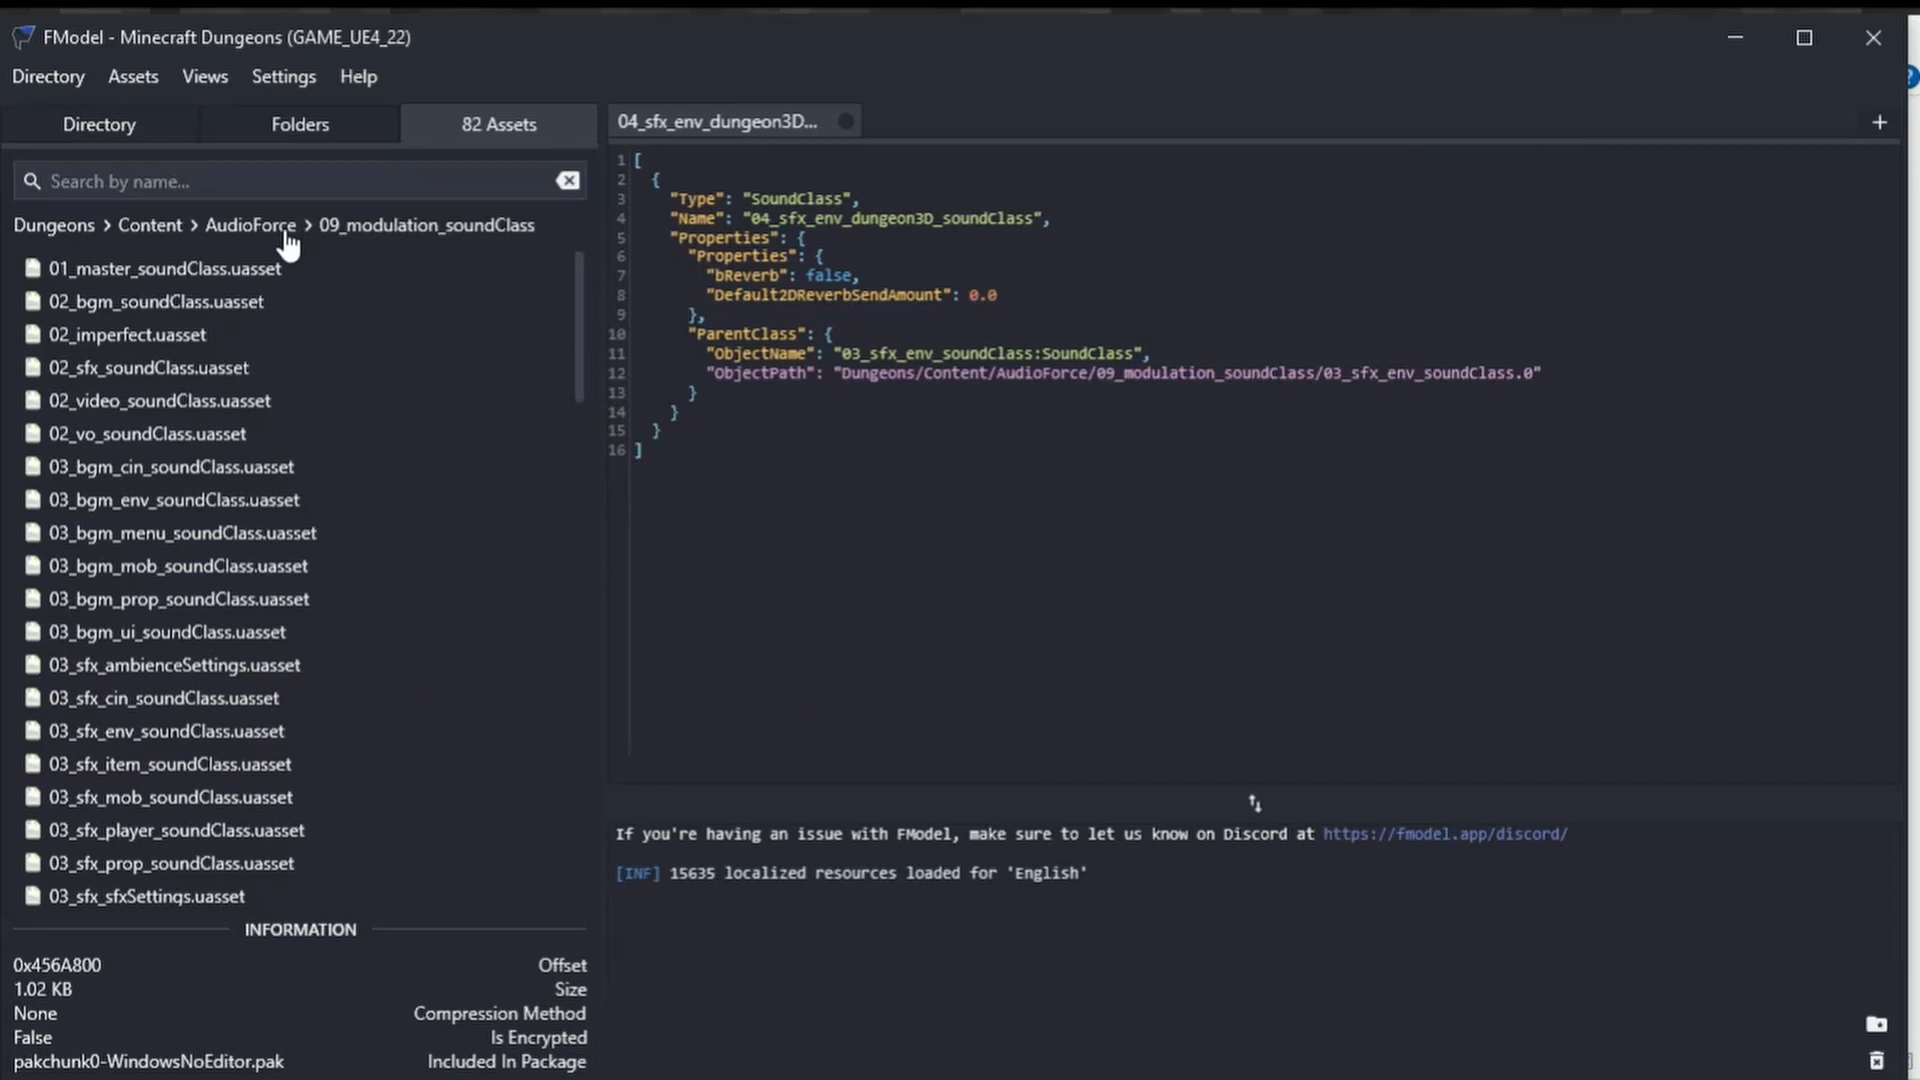 FModel - Minecraft Dungeons (GAME_UE4_22)
Directory Assets Views Settings Help
Directory Folders 82 Assets
Search by name...
Dungeons > Content > AudioForce > 09_modulation_soundClass
01_master_soundClass.uasset
02_bgm_soundClass.uasset
02_imperfect.uasset
02_sfx_soundClass.uasset
02_video_soundClass.uasset
02_vo_soundClass.uasset
03_bgm_cin_soundClass.uasset
03_bgm_env_soundClass.uasset
03_bgm_menu_soundClass.uasset
03_bgm_mob_soundClass.uasset
03_bgm_prop_soundClass.uasset
03_bgm_ui_soundClass.uasset
03_sfx_ambienceSettings.uasset
03_sfx_cin_soundClass.uasset
03_sfx_env_soundClass.uasset
03_sfx_item_soundClass.uasset
03_sfx_mob_soundClass.uasset
03_sfx_player_soundClass.uasset
03_sfx_prop_soundClass.uasset
03_sfx_sfxSettings.uasset
INFORMATION
0x456A800 Offset
1.02 KB Size
None Compression Method
False Is Encrypted
pakchunk0-WindowsNoEditor.pak Included In Package
04_sfx_env_dungeon3D...
1 [
2 {
3 "Type": "SoundClass",
4 "Name": "04_sfx_env_dungeon3D_soundClass",
5 "Properties": {
6 "Properties": {
7 "bReverb": false,
8 "Default2DReverbSendAmount": 0.0
9 },
10 "ParentClass": {
11 "ObjectName": "03_sfx_env_soundClass:SoundClass",
12 "ObjectPath": "Dungeons/Content/AudioForce/09_modulation_soundClass/03_sfx_env_soundClass.0"
13 }
14 }
15 }
16 ]
If you're having an issue with FModel, make sure to let us know on Discord at https://fmodel.app/discord/
[INF] 15635 localized resources loaded for 'English'